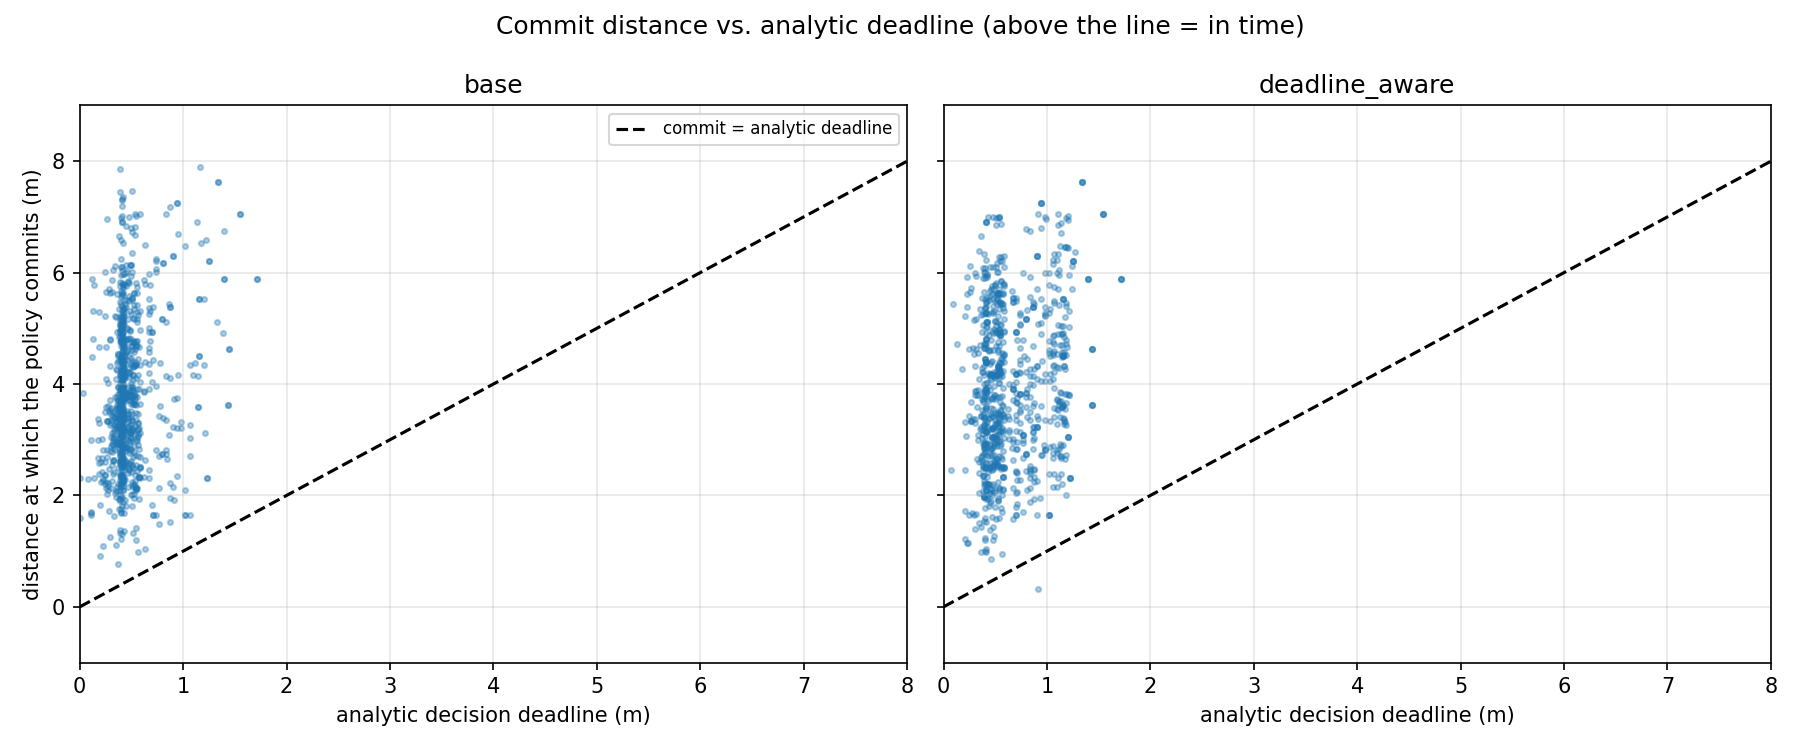 Commit distance vs. analytic deadline (above the line = in time)
base
deadline_aware
commit = analytic deadline
distance at which the policy commits (m)
8
6
4
2
0
0 1 2 3 4 5 6 7 8
0 1 2 3 4 5 6 7 8
analytic decision deadline (m)
analytic decision deadline (m)